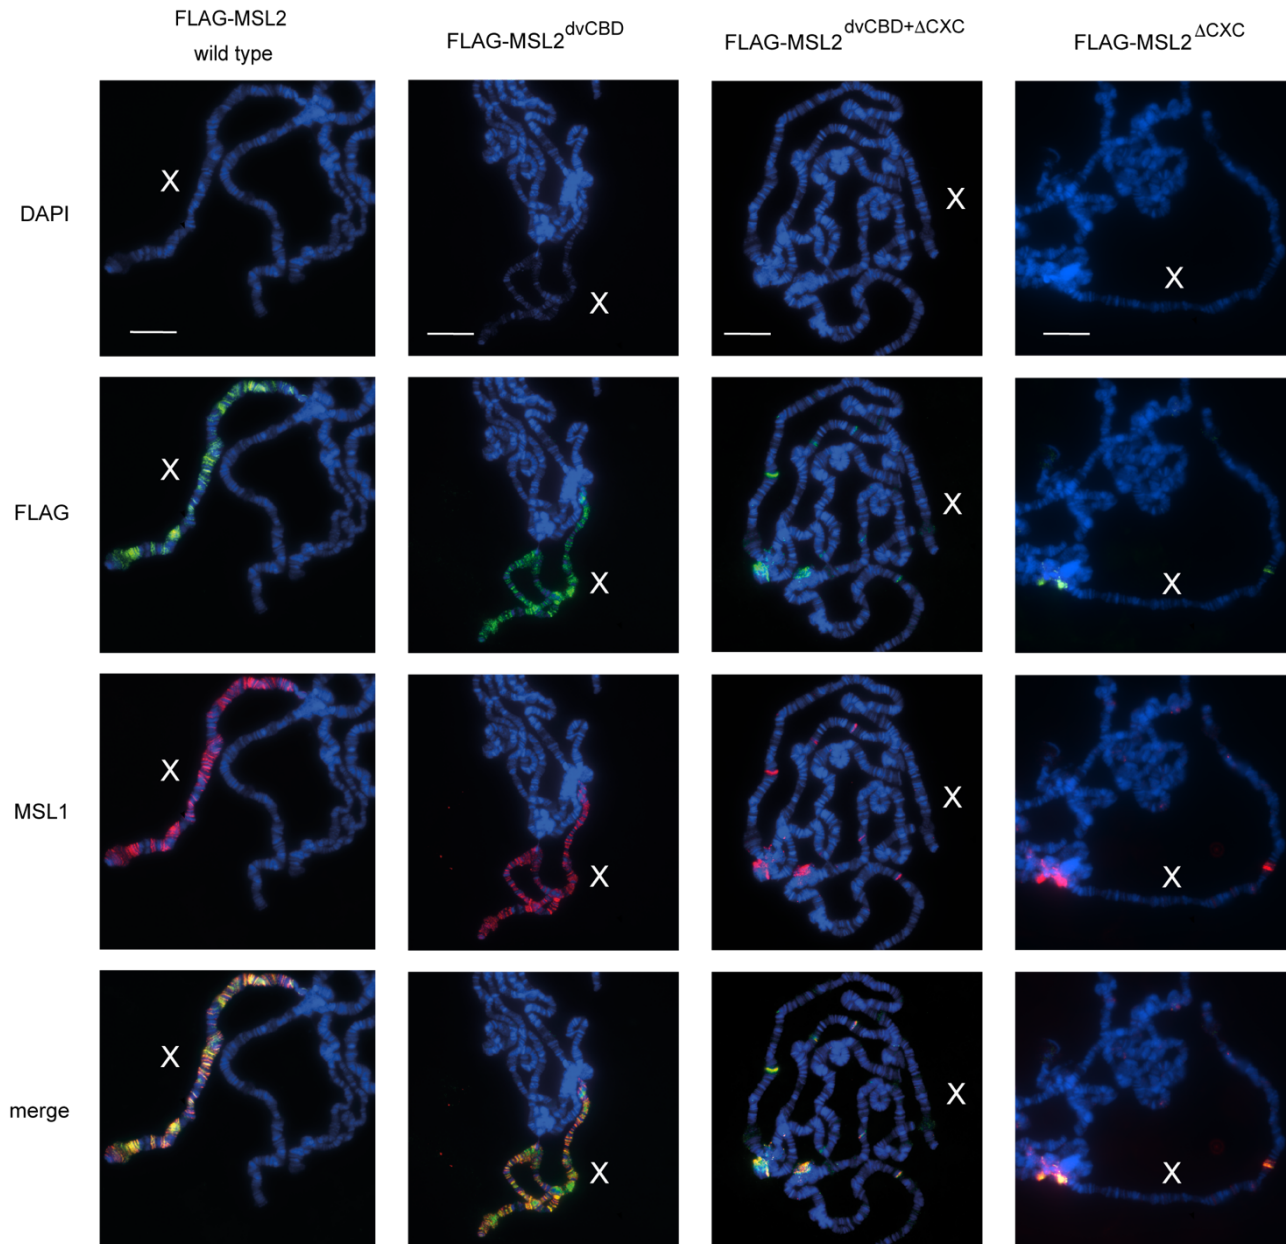 FLAG-MSL2
wild type
FLAG-MSL2dvCBD
FLAG-MSL2dvCBD+ΔCXC
FLAG-MSL2ΔCXC
DAPI
X
X
X
X
FLAG
X
X
X
X
MSL1
X
X
X
X
merge
X
X
X
X